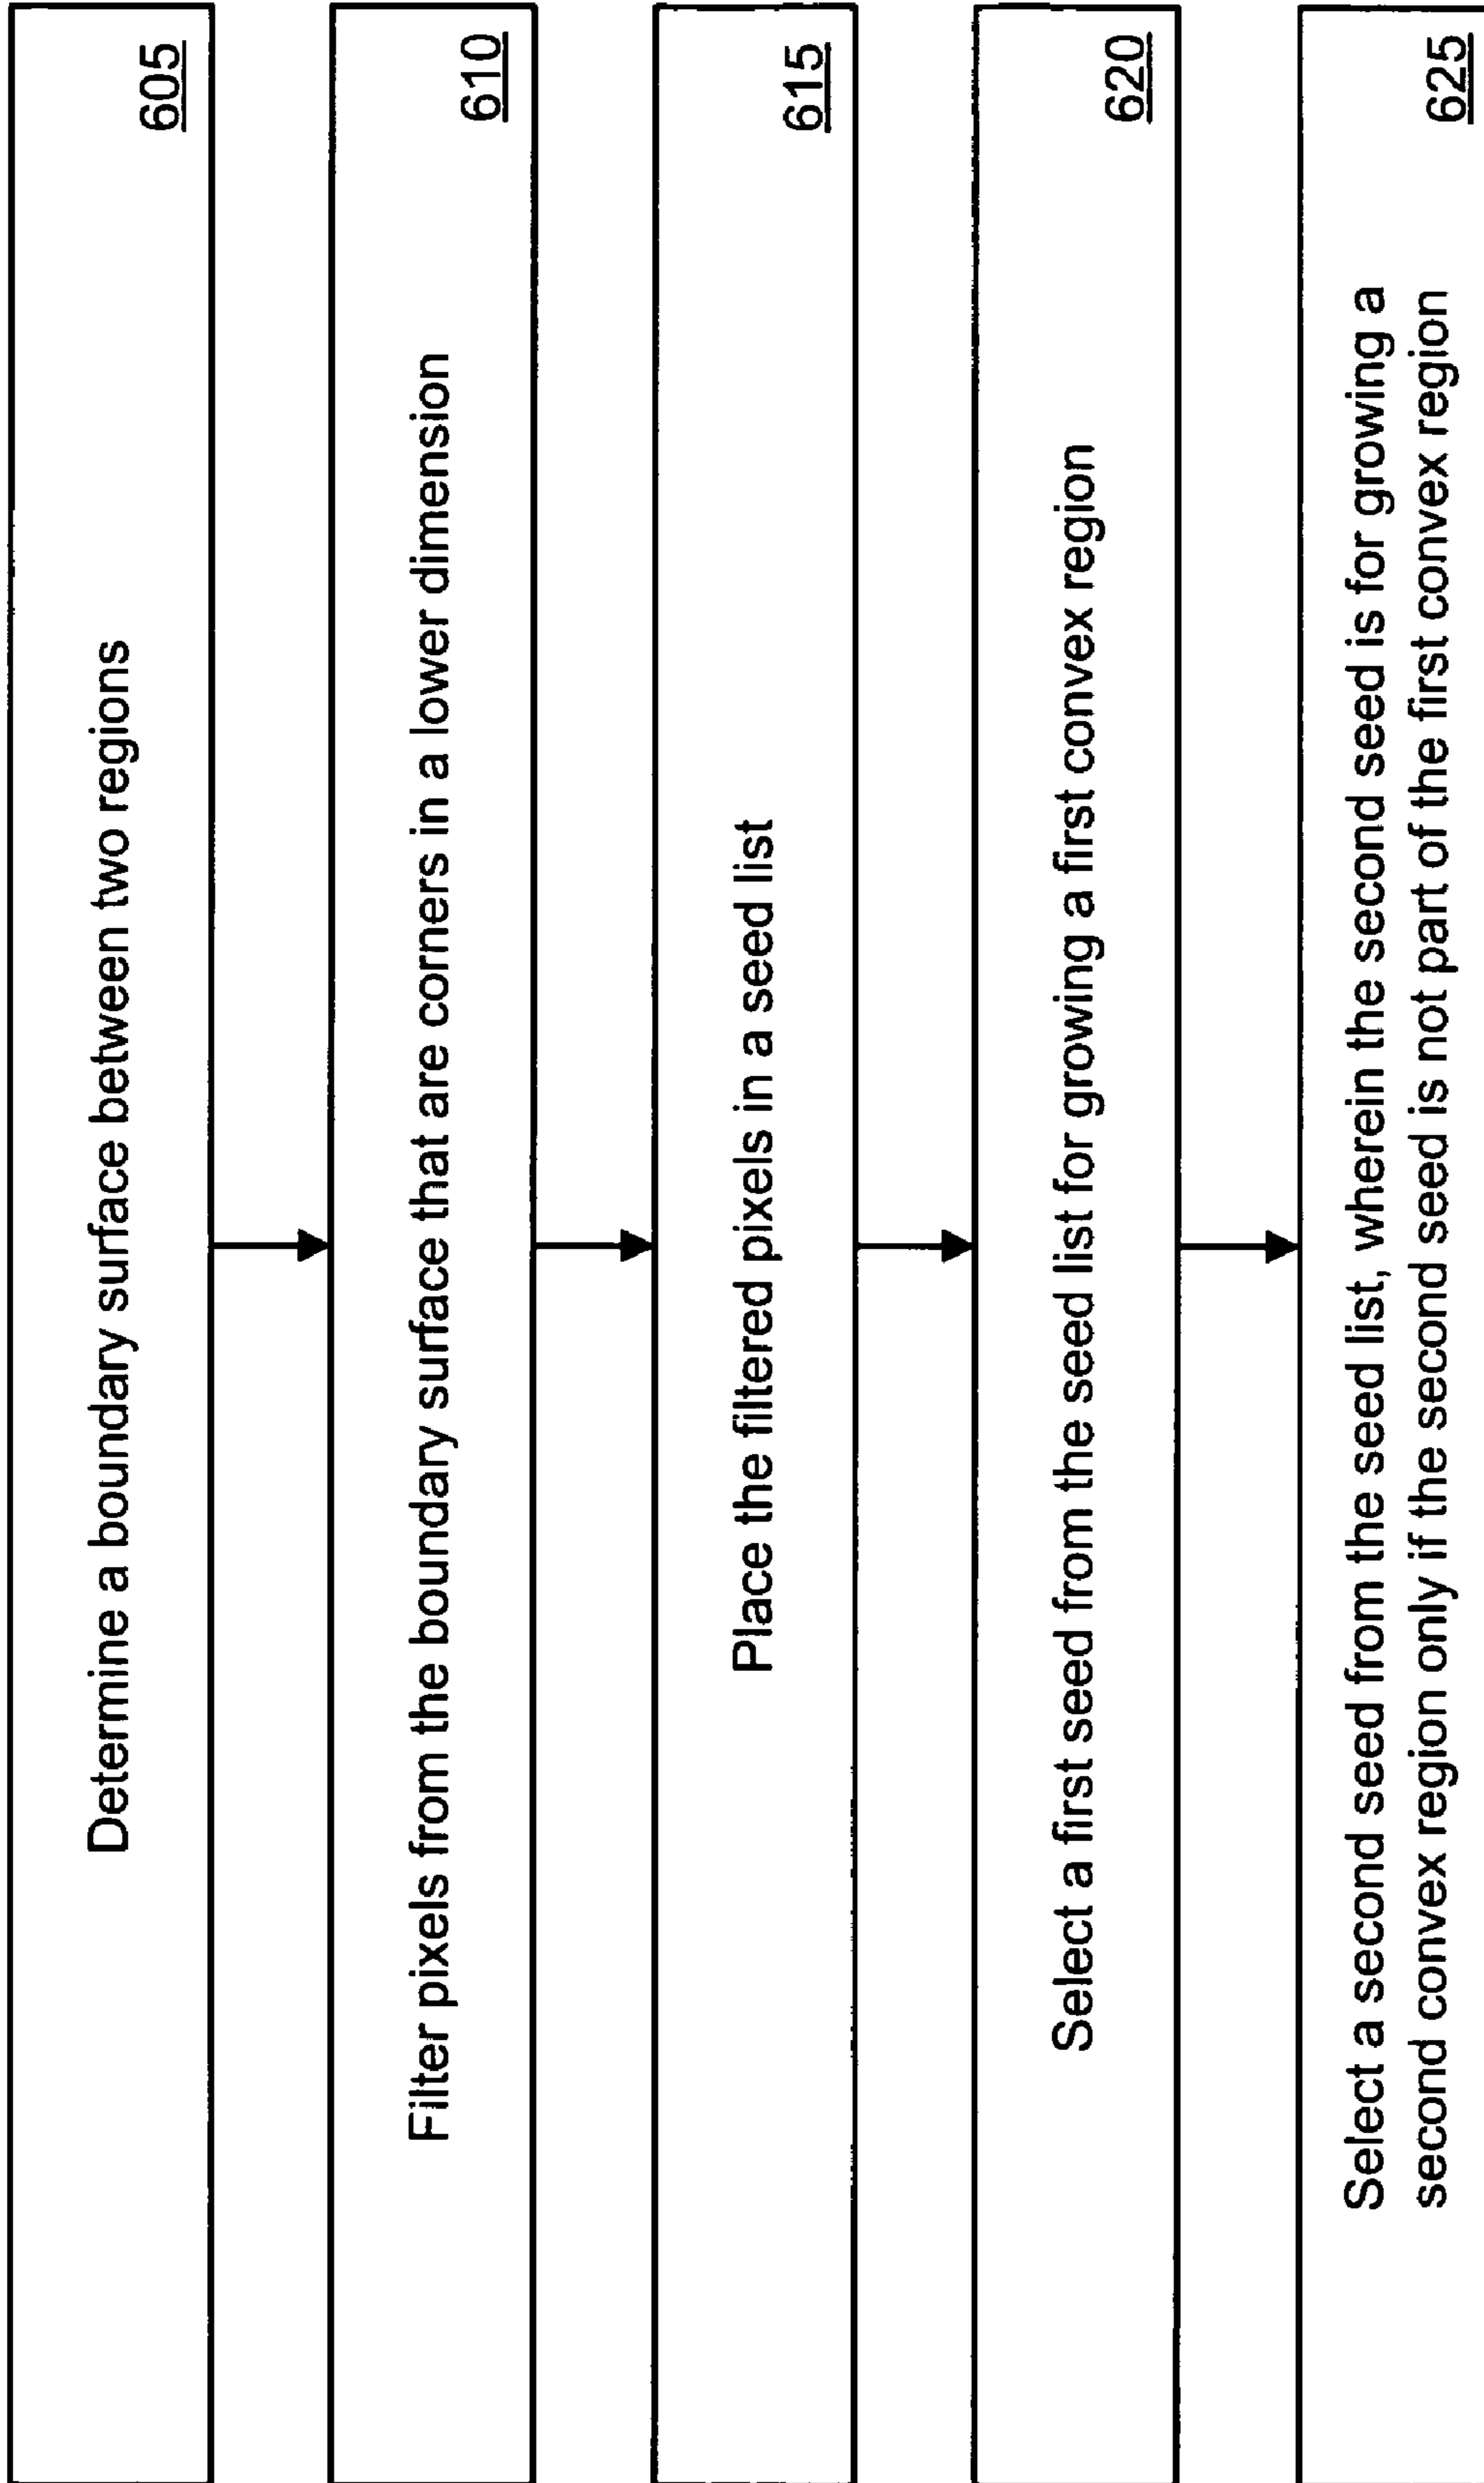 Determine a boundary surface between two regions
605
Filter pixels from the boundary surface that are corners in a lower dimension
610
Place the filtered pixels in a seed list
615
Select a first seed from the seed list for growing a first convex region
620
Select a second seed from the seed list, wherein the second seed is for growing a
second convex region only if the second seed is not part of the first convex region
625